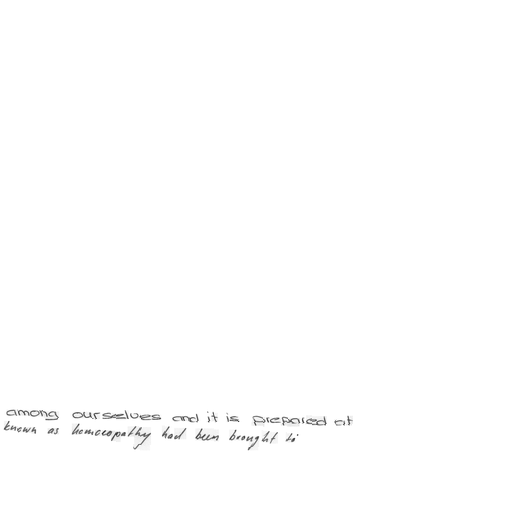 among ourselves and it is prepared at
known as homoeopathy had been brought to